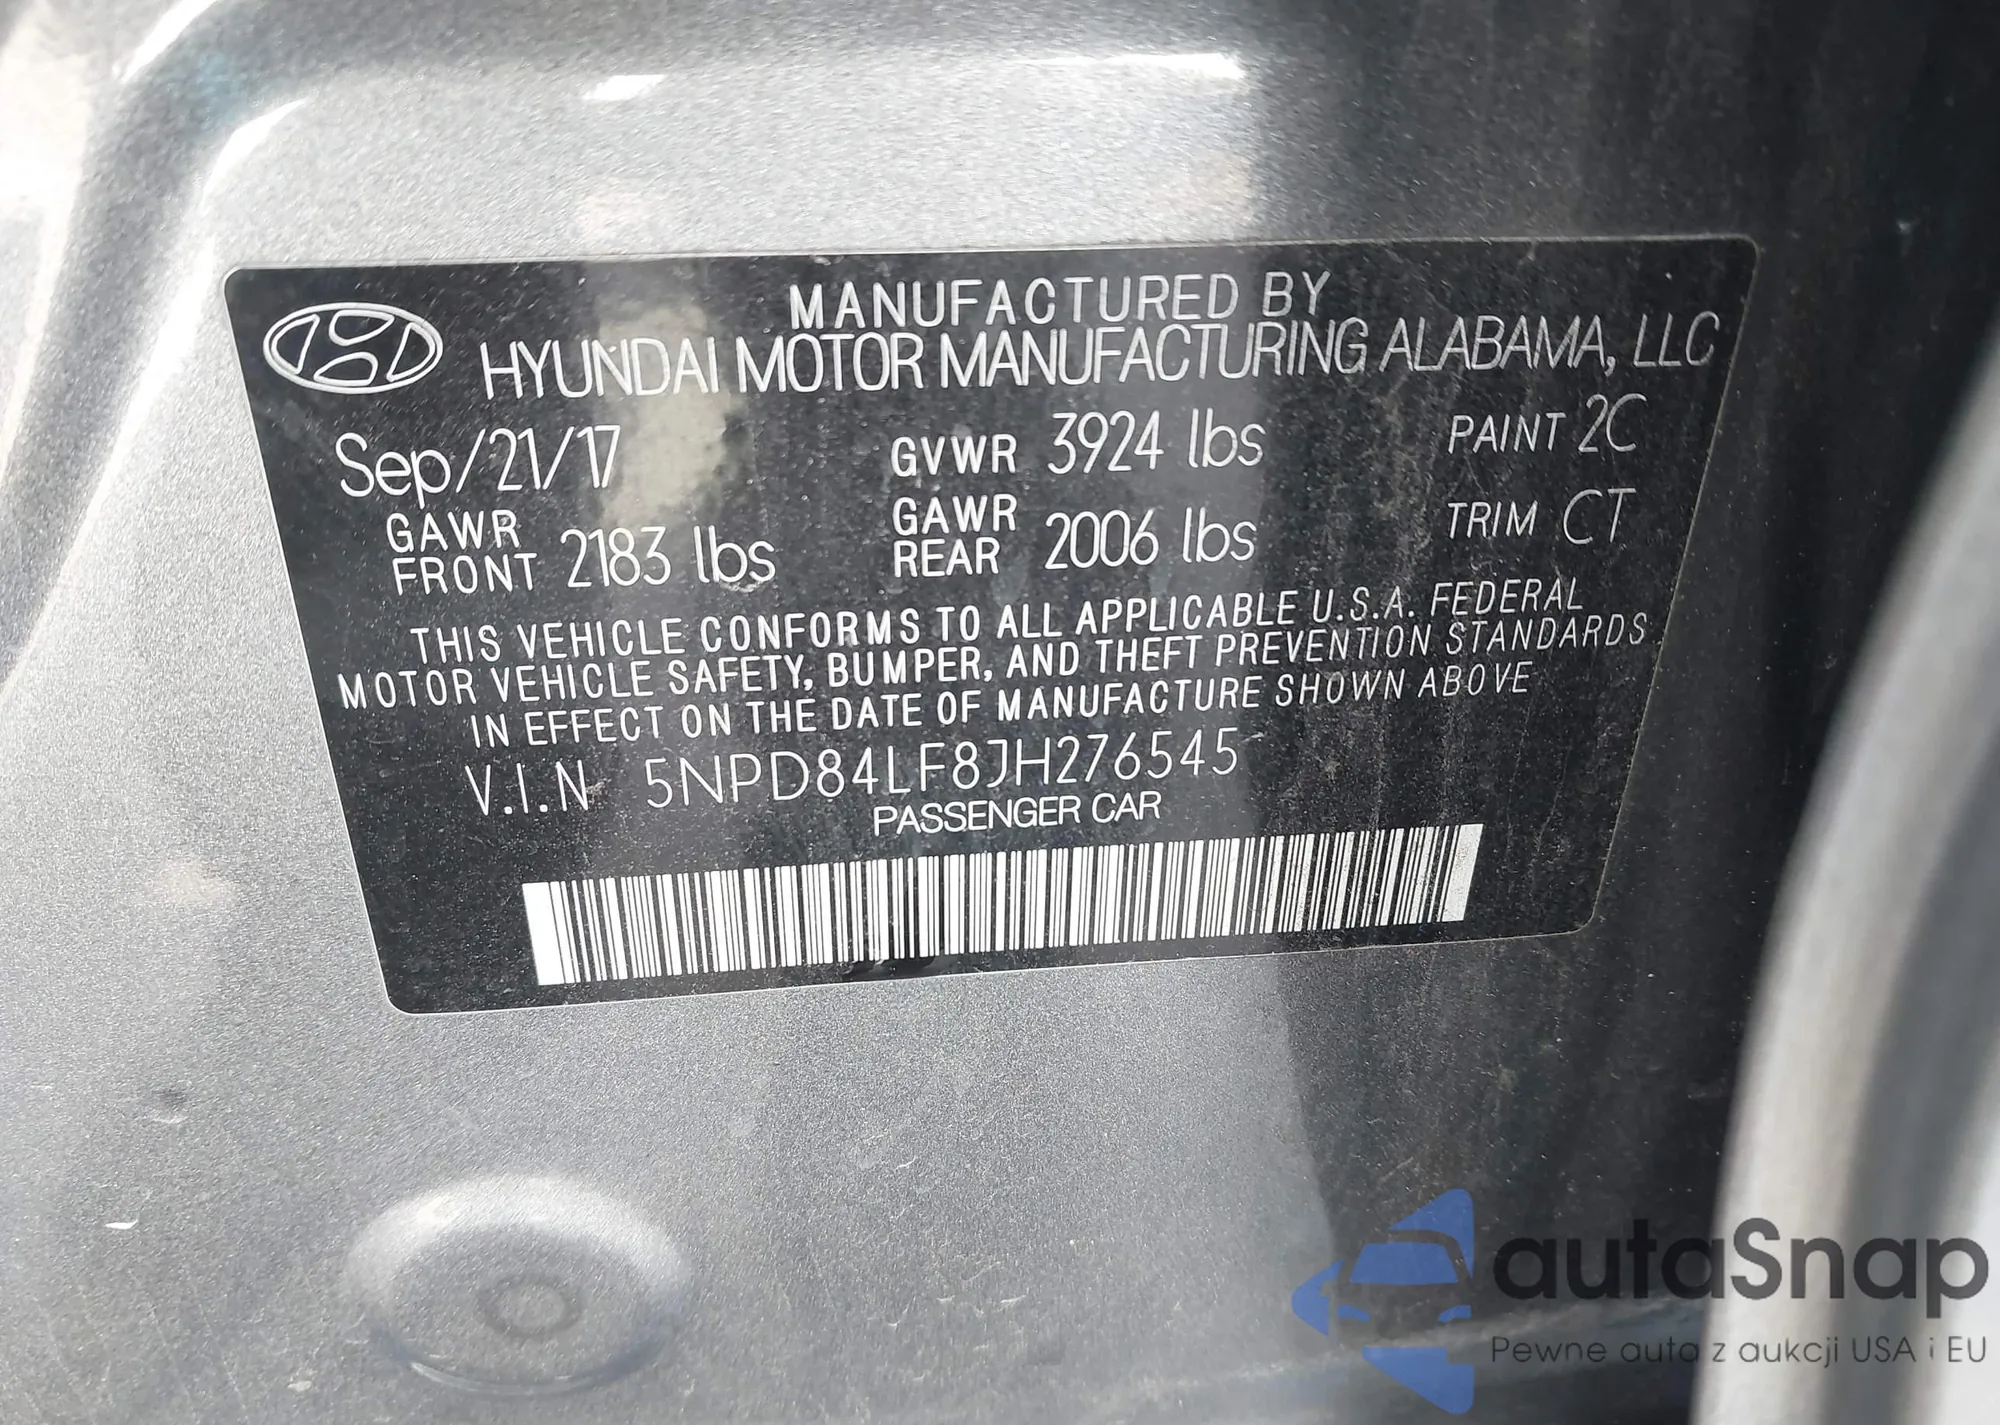 MANUFACTURED BY
HYUNDAI MOTOR MANUFACTURING ALABAMA, LLC
Sep/21/17 GVWR 3924 lbs PAINT 2C
GAWR FRONT 2183 lbs GAWR REAR 2006 lbs TRIM CT
THIS VEHICLE CONFORMS TO ALL APPLICABLE U.S.A. FEDERAL
MOTOR VEHICLE SAFETY, BUMPER, AND THEFT PREVENTION STANDARDS
IN EFFECT ON THE DATE OF MANUFACTURE SHOWN ABOVE
V.I.N 5NPD84LF8JH276545
PASSENGER CAR
autaSnap
Pewne auta z aukcji USA i EU